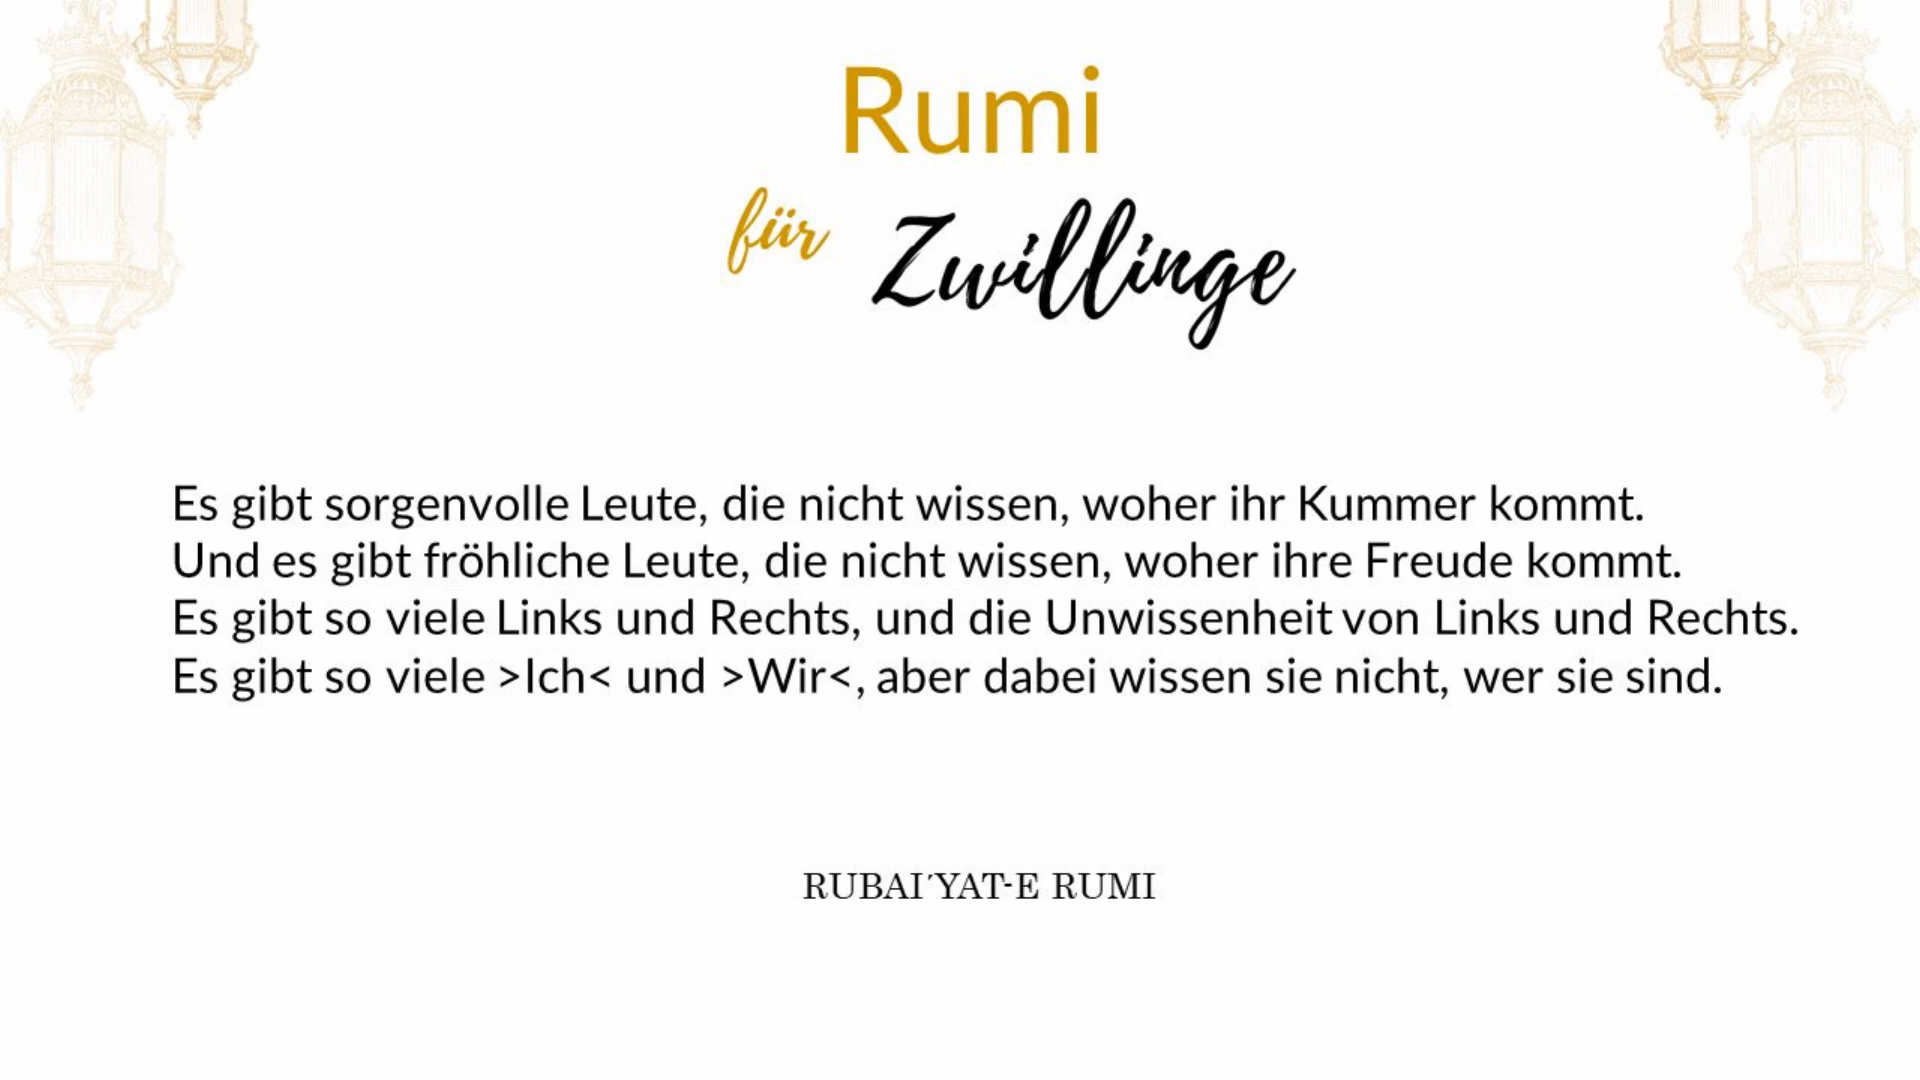 Rumi
für Zwillinge
Es gibt sorgenvolle Leute, die nicht wissen, woher ihr Kummer kommt.
Und es gibt fröhliche Leute, die nicht wissen, woher ihre Freude kommt.
Es gibt so viele Links und Rechts, und die Unwissenheit von Links und Rechts.
Es gibt so viele >Ich< und >Wir<, aber dabei wissen sie nicht, wer sie sind.
RUBAI´YAT-E RUMI